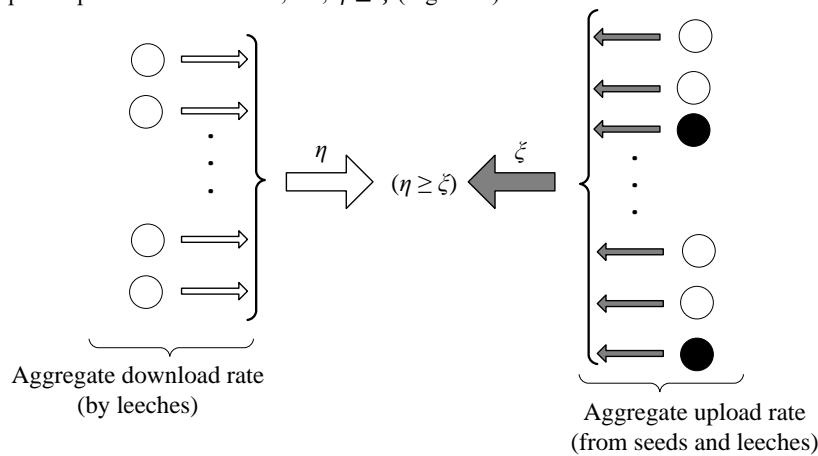 η
(η ≥ ξ)
ξ
Aggregate download rate
(by leeches)
Aggregate upload rate
(from seeds and leeches)